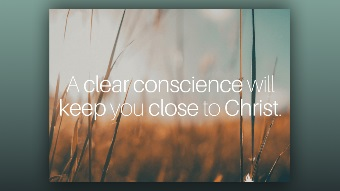 A clear conscience will
keep you close to Christ.